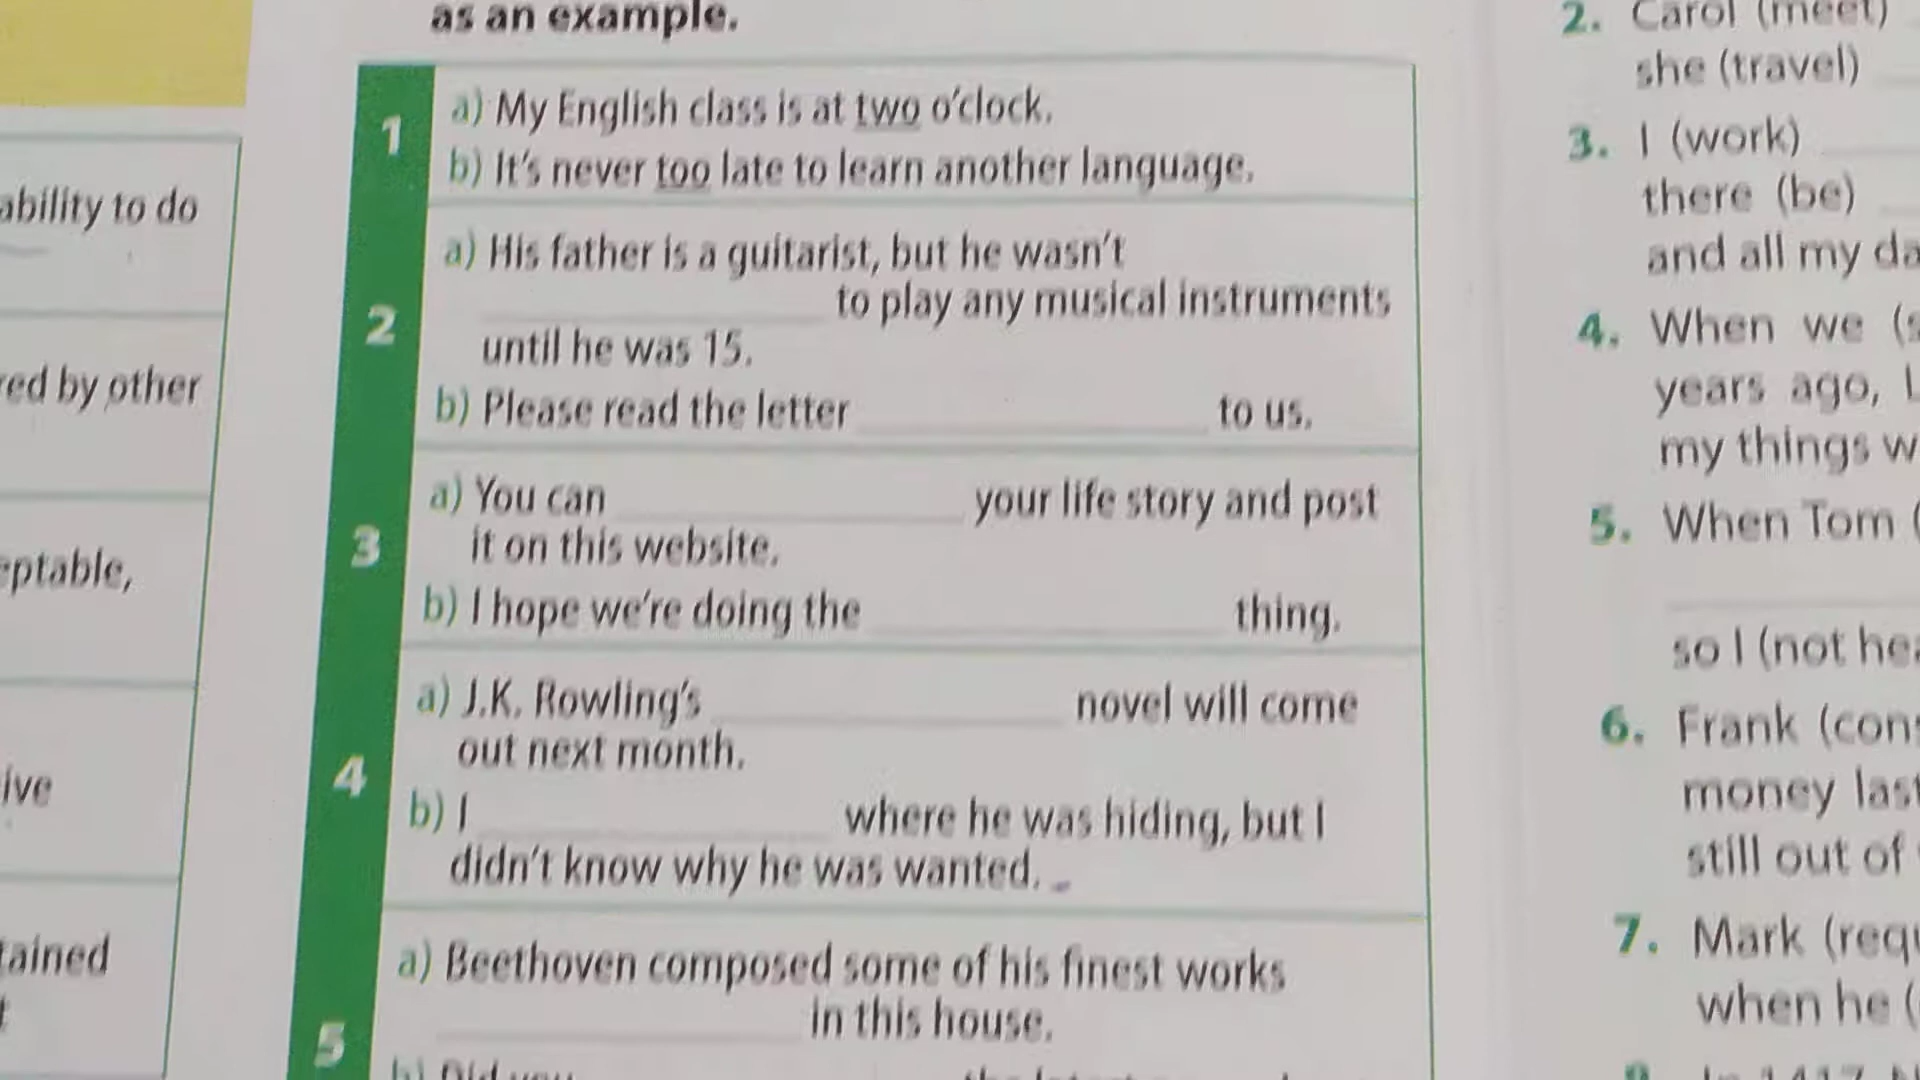 as an example.
1
a) My English class is at two o'clock.
b) It's never too late to learn another language.
2
a) His father is a guitarist, but he wasn't
to play any musical instruments
until he was 15.
b) Please read the letter to us.
3
a) You can your life story and post
it on this website.
b) I hope we're doing the thing.
4
a) J.K. Rowling's novel will come
out next month.
b) I where he was hiding, but I
didn't know why he was wanted.
5
a) Beethoven composed some of his finest works
in this house.
b) Did you
ability to do
by other
2. Carol (meet)
she (travel)
3. I (work)
there (be)
and all my
4. When we
years ago,
my things
5. When Tom
so I (not
6. Frank
money
still out of
7. Mark
when he